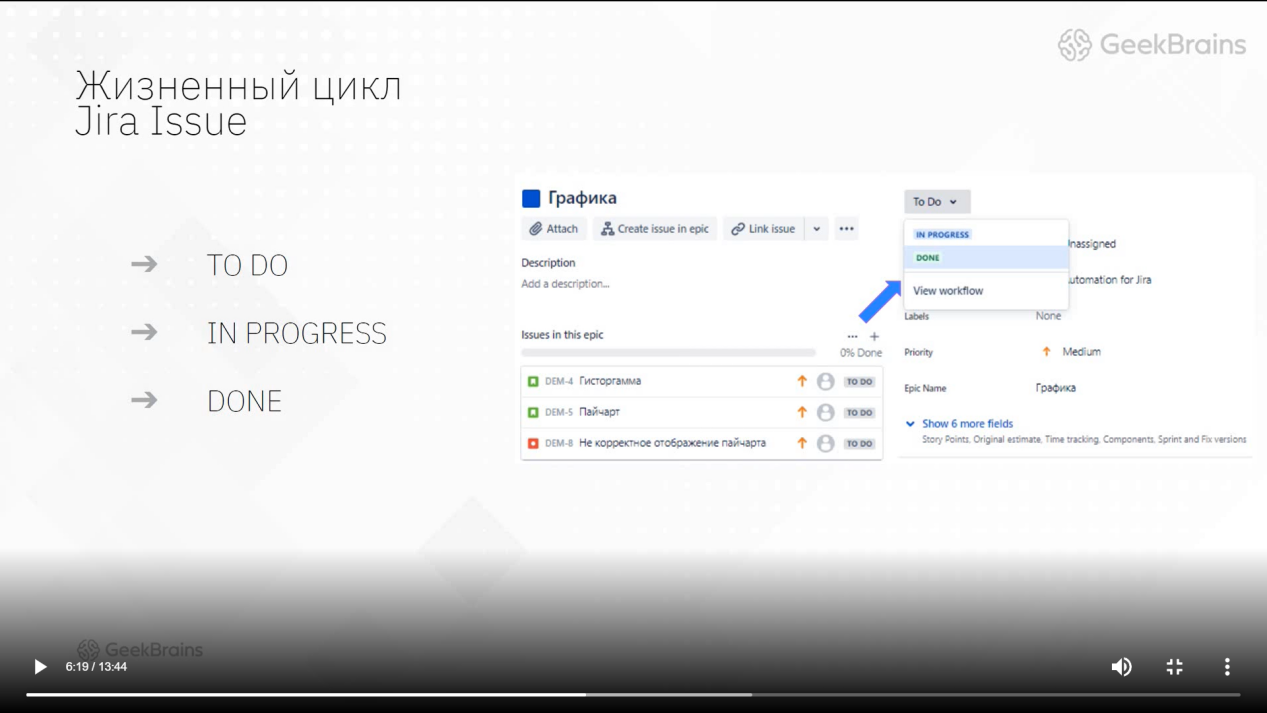 GeekBrains
Жизненный цикл
Jira Issue
TO DO
IN PROGRESS
DONE
Графика
Attach
Create issue in epic
Link issue
Description
Add a description...
Issues in this epic
0% Done
DEM-4 Гисторгамма TO DO
DEM-5 Пайчарт TO DO
DEM-8 Не корректное отображение пайчарта TO DO
To Do
IN PROGRESS
DONE
View workflow
Unassigned
Automation for Jira
Labels None
Priority Medium
Epic Name Графика
Show 6 more fields
Story Points, Original estimate, Time tracking, Components, Sprint and Fix versions
GeekBrains
6:19 / 13:44